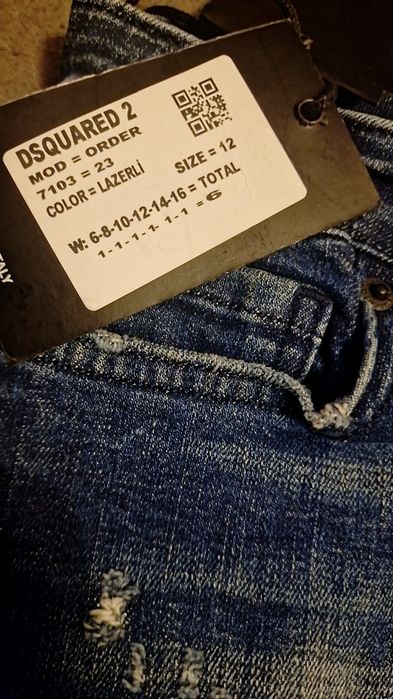 DSQUARED 2
MOD = ORDER
7103 = 23
COLOR = LAZERLİ SIZE = 12
W: 6-8-10-12-14-16 = TOTAL
1-1-1-1-1-1 = 6
ITALY